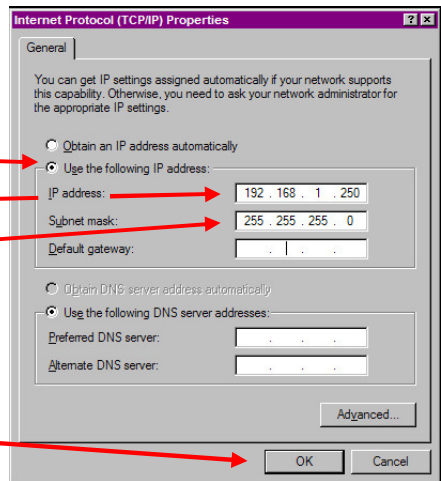 Internet Protocol (TCP/IP) Properties
General
You can get IP settings assigned automatically if your network supports
this capability. Otherwise, you need to ask your network administrator for
the appropriate IP settings.
Obtain an IP address automatically
Use the following IP address:
IP address: 192 . 168 . 1 . 250
Subnet mask: 255 . 255 . 255 . 0
Default gateway: . . .
Obtain DNS server address automatically
Use the following DNS server addresses:
Preferred DNS server: . . .
Alternate DNS server: . . .
Advanced...
OK Cancel